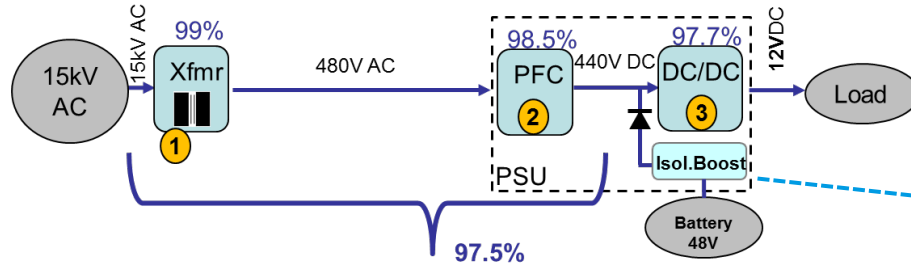 15kV
AC
15kV AC
99%
Xfmr
1
480V AC
98.5%
PFC
2
440V DC
97.7%
DC/DC
3
12VDC
Load
Isol.Boost
PSU
Battery
48V
97.5%